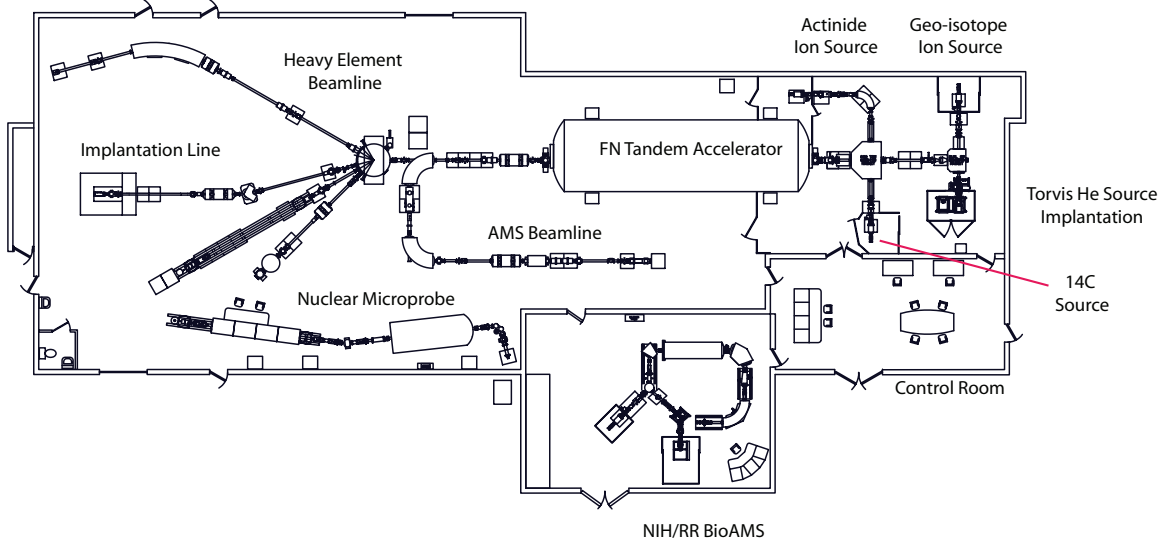 Actinide
Ion Source
Geo-isotope
Ion Source
Heavy Element
Beamline
Implantation Line
FN Tandem Accelerator
Torvis He Source
Implantation
AMS Beamline
14C
Source
Nuclear Microprobe
Control Room
NIH/RR BioAMS